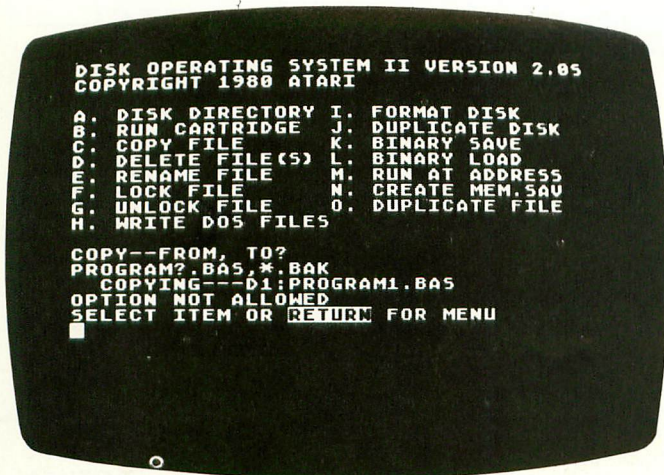 DISK OPERATING SYSTEM II VERSION 2.0S
COPYRIGHT 1980 ATARI
A. DISK DIRECTORY I. FORMAT DISK
B. RUN CARTRIDGE J. DUPLICATE DISK
C. COPY FILE K. BINARY SAVE
D. DELETE FILE(S) L. BINARY LOAD
E. RENAME FILE M. RUN AT ADDRESS
F. LOCK FILE N. CREATE MEM.SAV
G. UNLOCK FILE O. DUPLICATE FILE
H. WRITE DOS FILES
COPY--FROM, TO?
PROGRAM?.BAS,*.BAK
COPYING---D1:PROGRAM1.BAS
OPTION NOT ALLOWED
SELECT ITEM OR RETURN FOR MENU